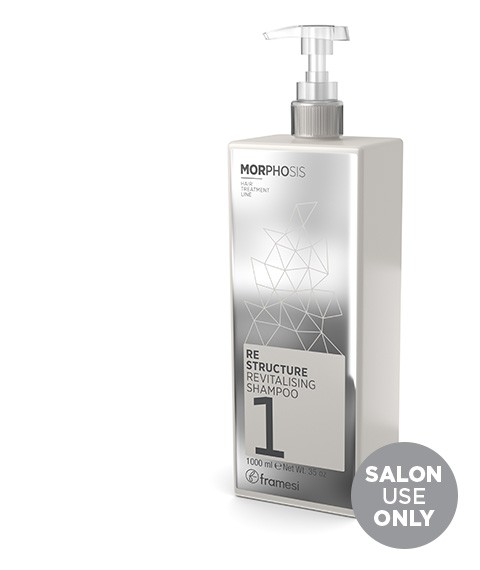 MORPHOSIS
HAIR
TREATMENT
LINE
RE
STRUCTURE
REVITALISING
SHAMPOO
1
1000 ml ℮ Net Wt. 35 oz
framesi
SALON
USE
ONLY